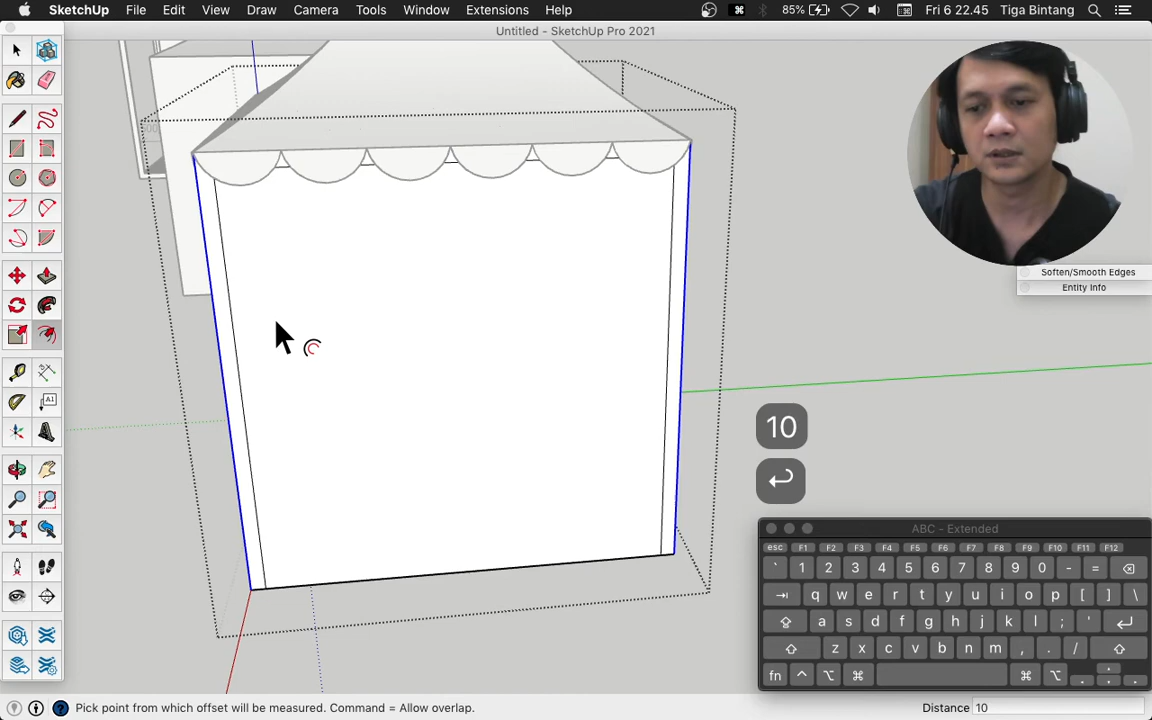 SketchUp File Edit View Draw Camera Tools Window Extensions Help 85% Fri 6 22.45 Tiga Bintang
Untitled - SketchUp Pro 2021
Soften/Smooth Edges
Entity Info
A1
10
ABC - Extended
esc F1 F2 F3 F4 F5 F6 F7 F8 F9 F10 F11 F12
` 1 2 3 4 5 6 7 8 9 0 - =
q w e r t y u i o p [ ] \
a s d f g h j k l ; '
z x c v b n m , . /
fn
Pick point from which offset will be measured. Command = Allow overlap. Distance 10